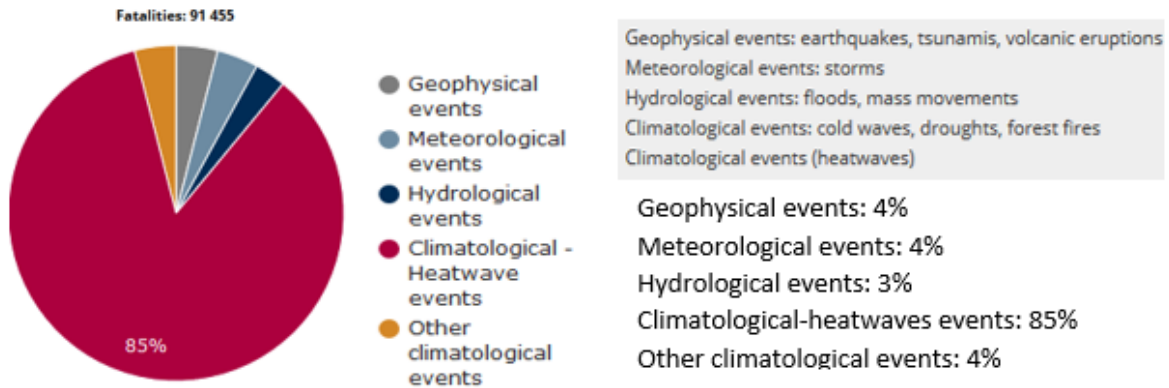 Fatalities: 91 455
85%
Geophysical
events
Meteorological
events
Hydrological
events
Climatological -
Heatwave
events
Other
climatological
events
Geophysical events: earthquakes, tsunamis, volcanic eruptions
Meteorological events: storms
Hydrological events: floods, mass movements
Climatological events: cold waves, droughts, forest fires
Climatological events (heatwaves)
Geophysical events: 4%
Meteorological events: 4%
Hydrological events: 3%
Climatological-heatwaves events: 85%
Other climatological events: 4%